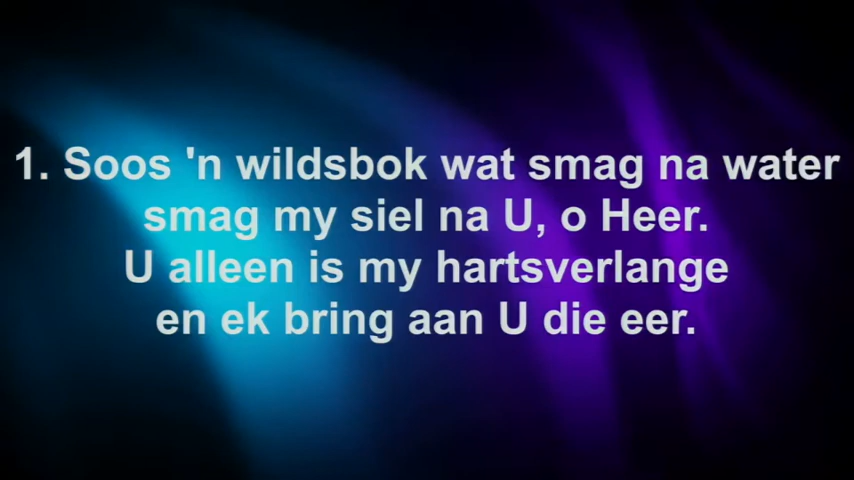 1. Soos 'n wildsbok wat smag na water
smag my siel na U, o Heer.
U alleen is my hartsverlange
en ek bring aan U die eer.